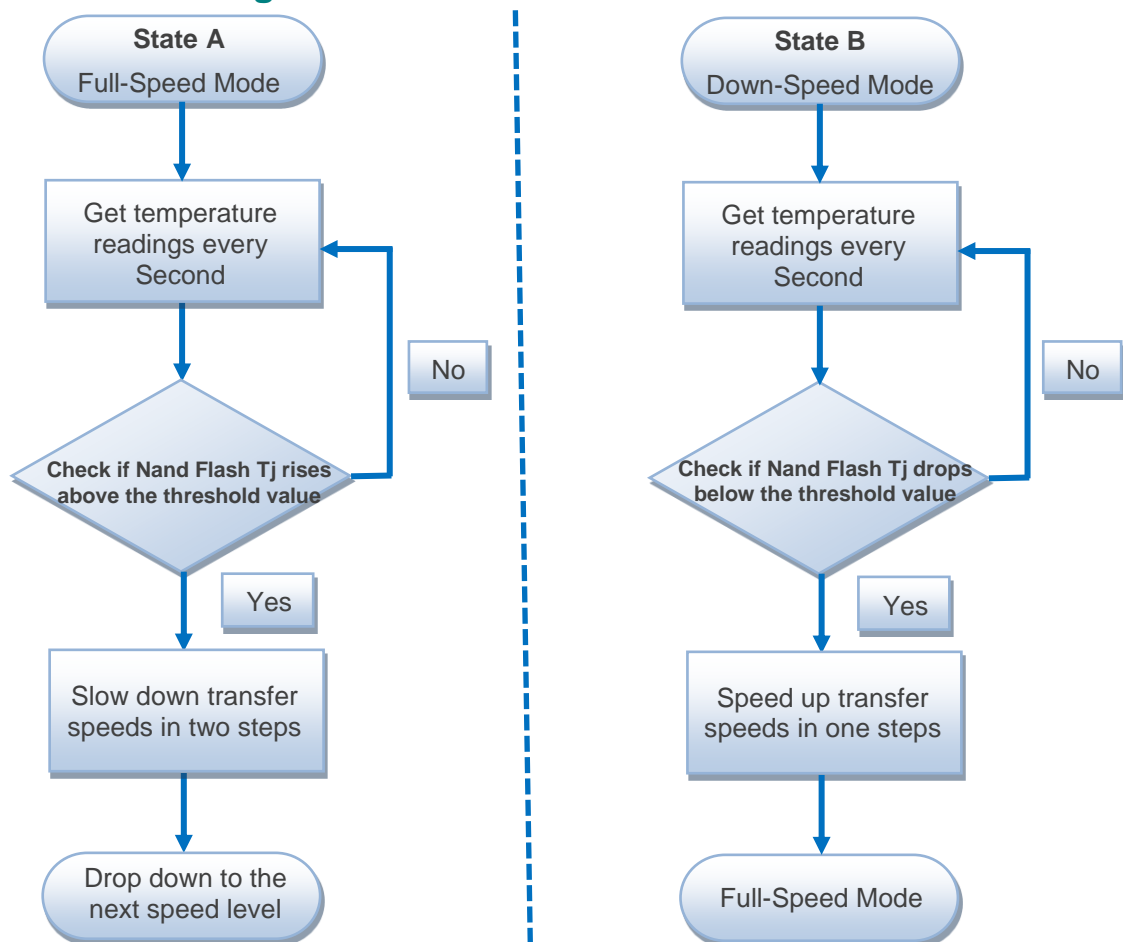 State A
Full-Speed Mode
Get temperature
readings every
Second
No
Check if Nand Flash Tj rises
above the threshold value
Yes
Slow down transfer
speeds in two steps
Drop down to the
next speed level
State B
Down-Speed Mode
Get temperature
readings every
Second
No
Check if Nand Flash Tj drops
below the threshold value
Yes
Speed up transfer
speeds in one steps
Full-Speed Mode